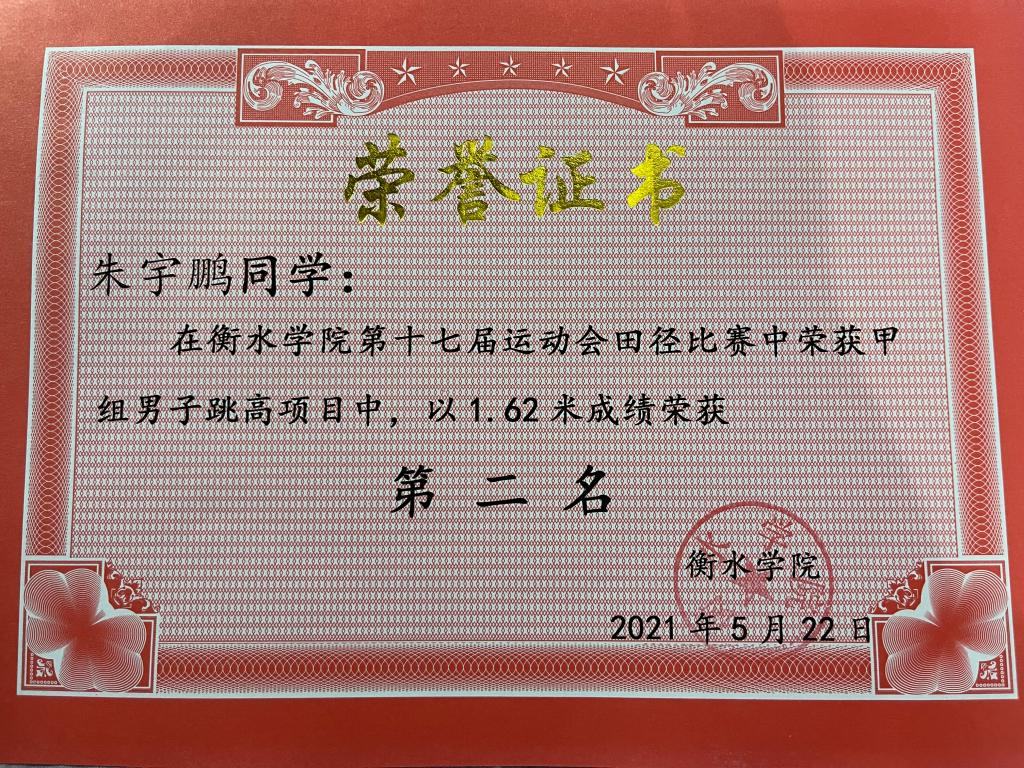 荣誉证书
朱宇鹏同学：
在衡水学院第十七届运动会田径比赛中荣获甲
组男子跳高项目中，以1.62米成绩荣获
第二名
衡水学院
2021年5月22日